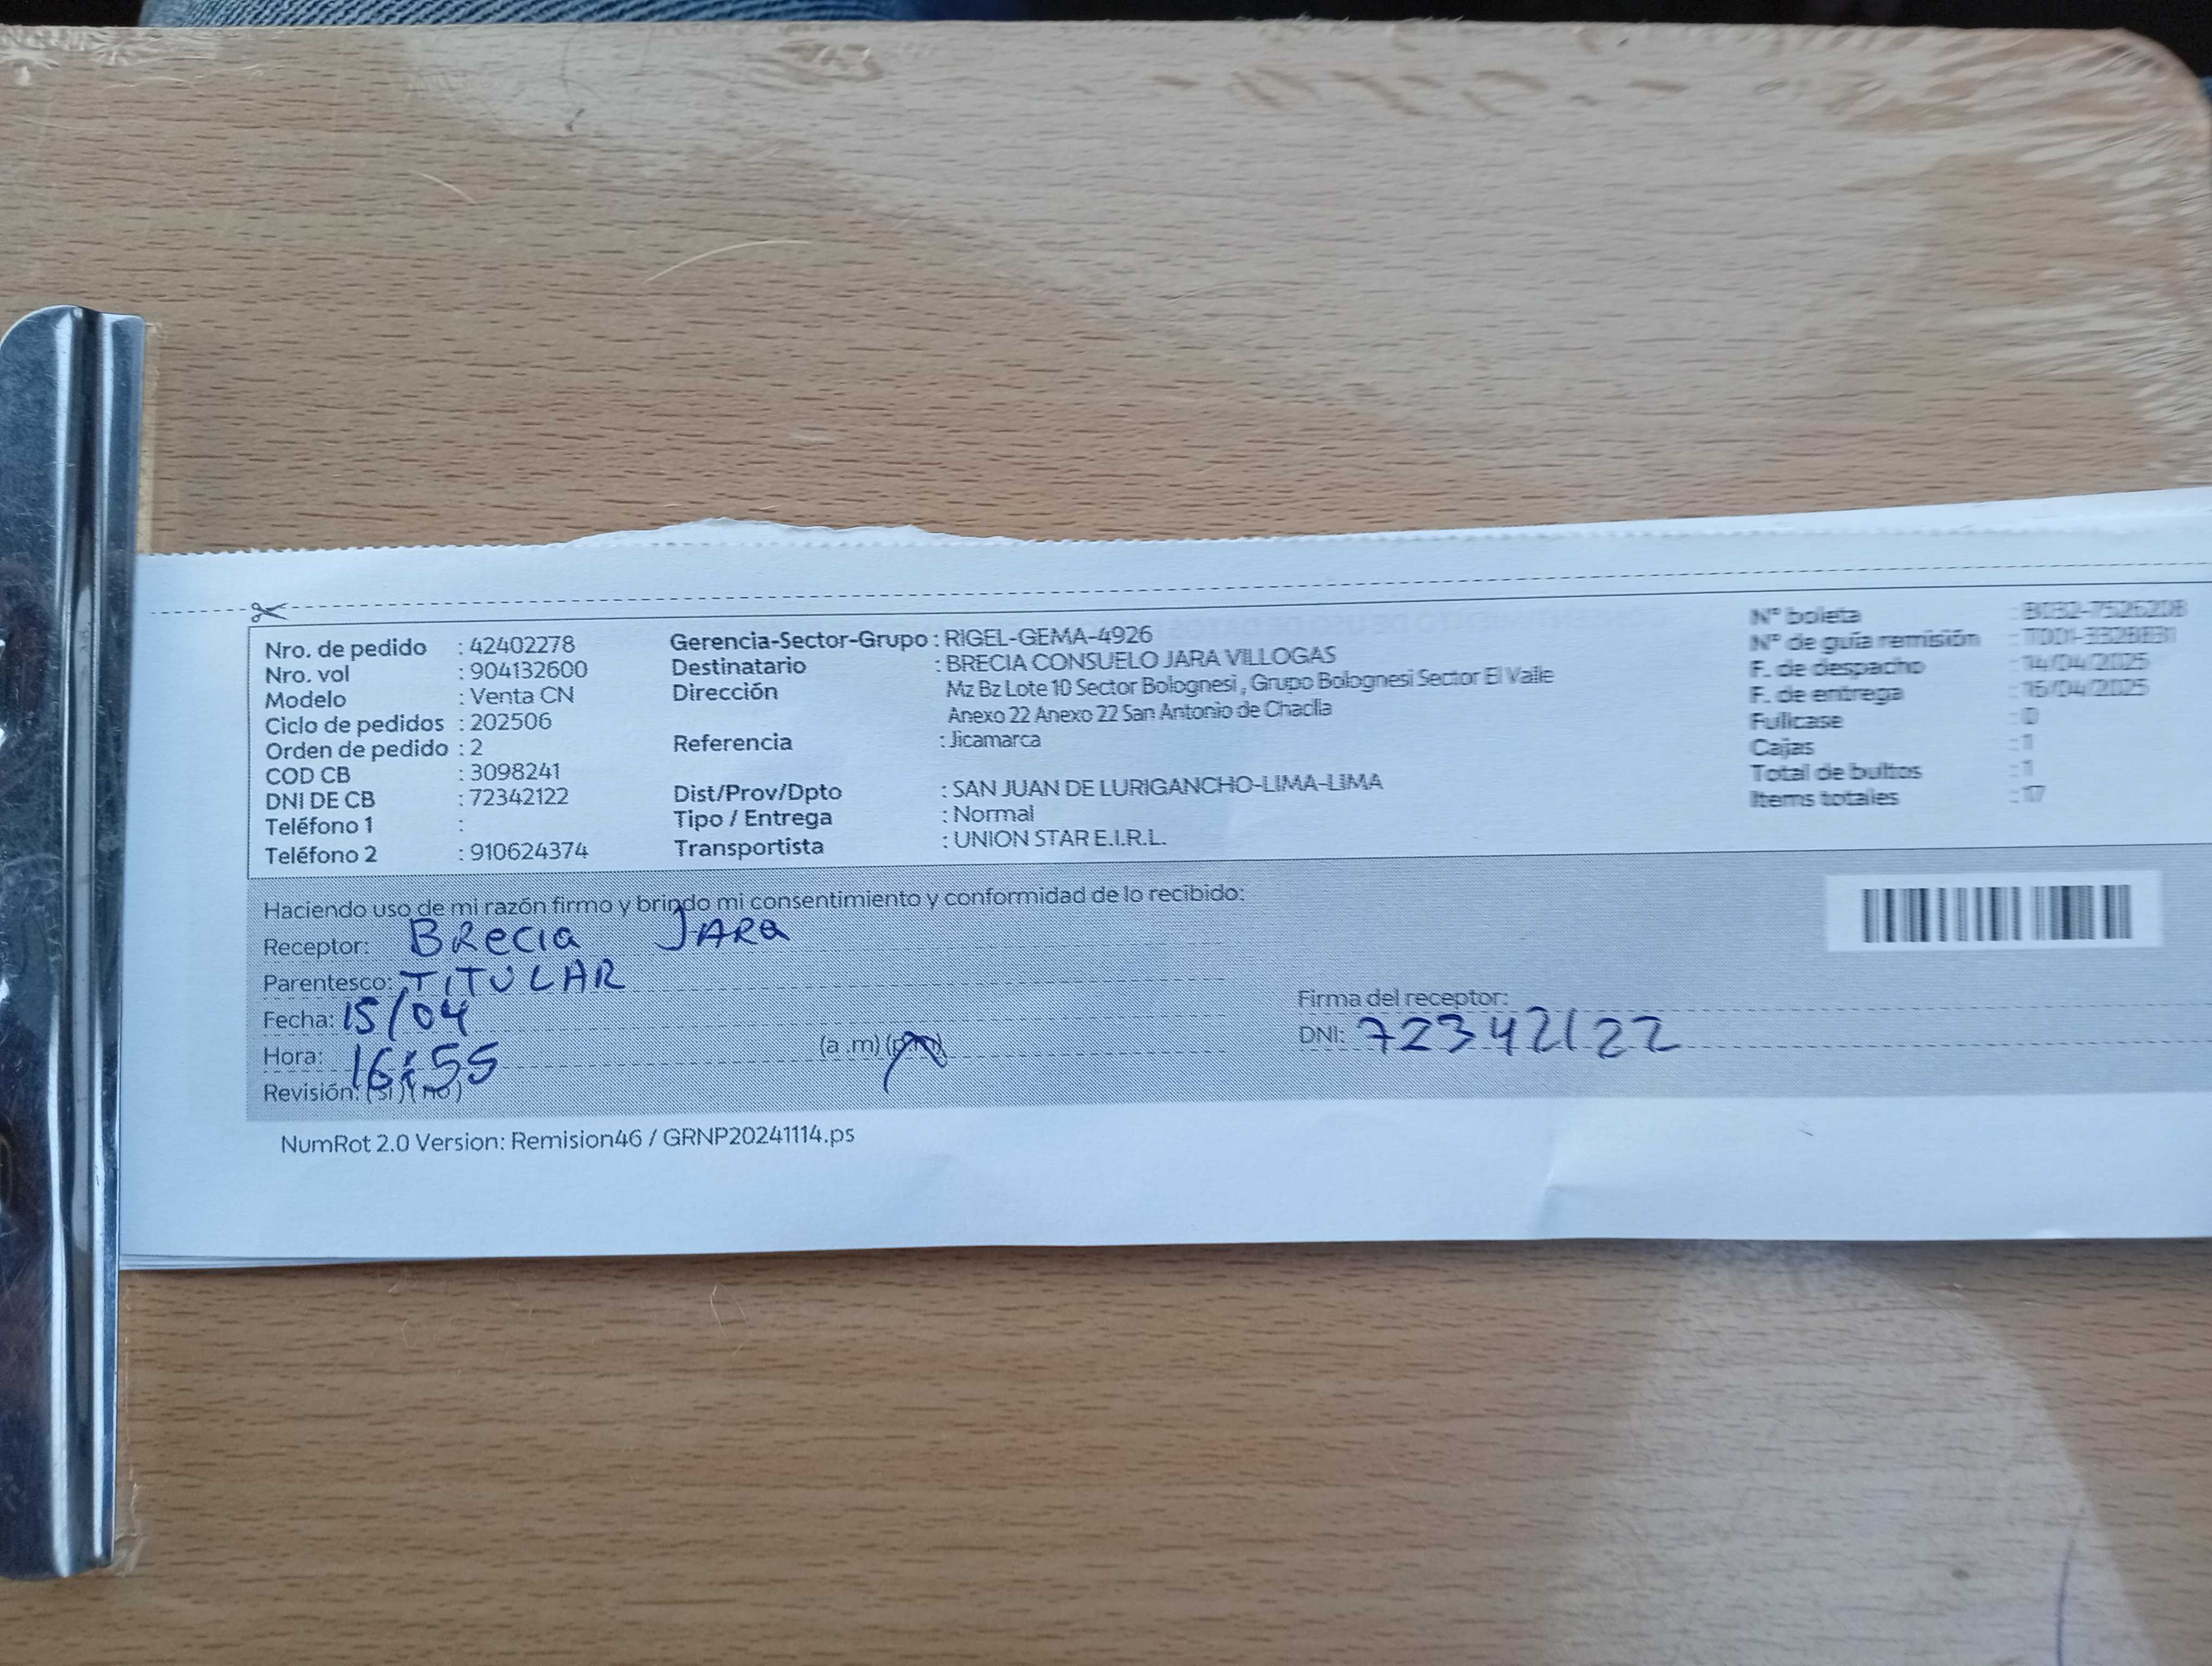 Nro. de pedido : 42402278
Nro. vol : 904132600
Modelo : Venta CN
Ciclo de pedidos : 202506
Orden de pedido : 2
COD CB : 3098241
DNI DE CB : 72342122
Teléfono 1 :
Teléfono 2 : 910624374
Gerencia-Sector-Grupo : RIGEL-GEMA-4926
Destinatario : BRECIA CONSUELO JARA VILLOGAS
Dirección Mz Bz Lote 10 Sector Bolognesi , Grupo Bolognesi Sector El Valle
Anexo 22 Anexo 22 San Antonio de Chaclla
Referencia : Jicamarca
Dist/Prov/Dpto : SAN JUAN DE LURIGANCHO-LIMA-LIMA
Tipo / Entrega : Normal
Transportista : UNION STAR E.I.R.L.
N° boleta
N° de guía remisión
F. de despacho : 14/04/2025
F. de entrega : 15/04/2025
Fullcase : 0
Cajas : 1
Total de bultos : 1
Items totales : 17
Haciendo uso de mi razón firmo y brindo mi consentimiento y conformidad de lo recibido:
Receptor: BRecia JARa
Parentesco: TITULAR
Fecha: 15/04
Hora: 16:55 (a .m) (p.m)
Revisión: (si) (no)
Firma del receptor:
DNI: 72342122
NumRot 2.0 Version: Remision46 / GRNP20241114.ps